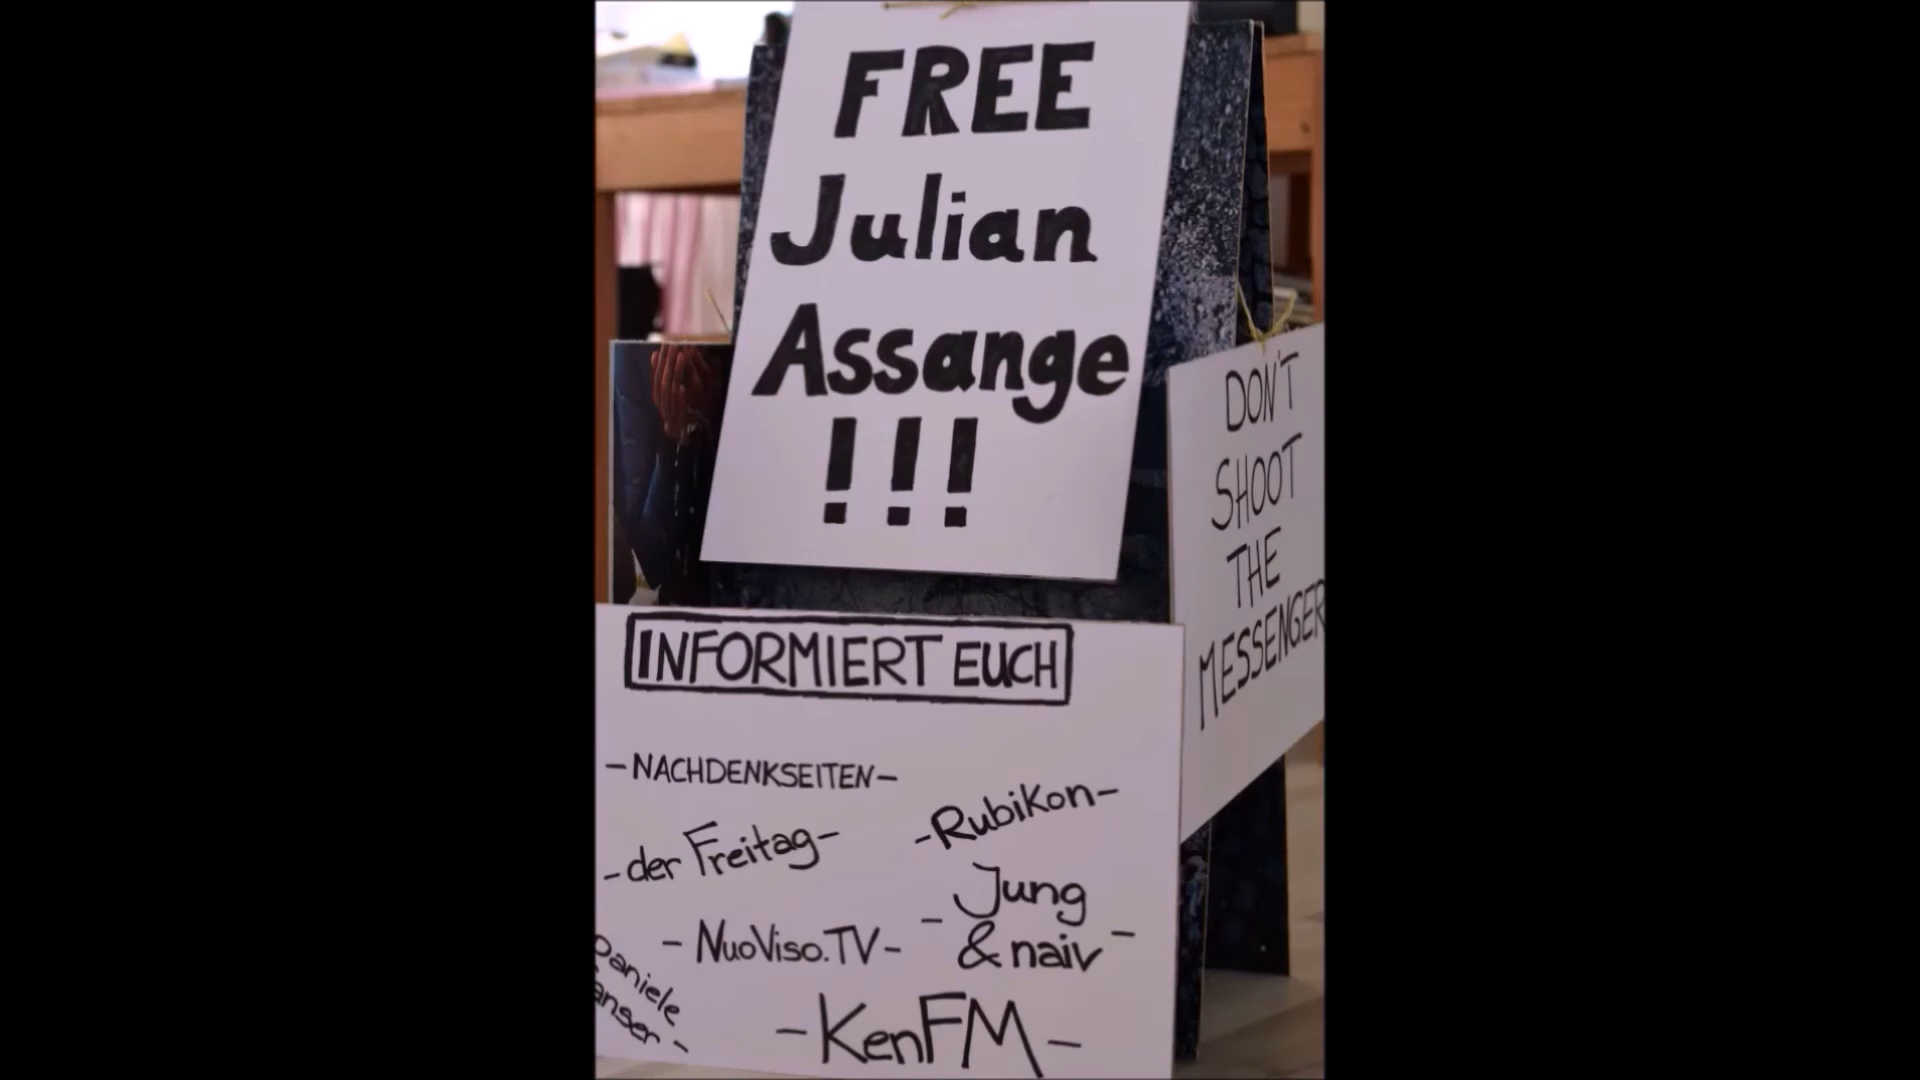 FREE
Julian
Assange
!!!
DON'T
SHOOT
THE
MESSENGER
INFORMIERT EUCH
-NACHDENKSEITEN-
-der Freitag-
-Rubikon-
-NuoViso.TV-
- Jung
& naiv -
Daniele
anser -
-KenFM-